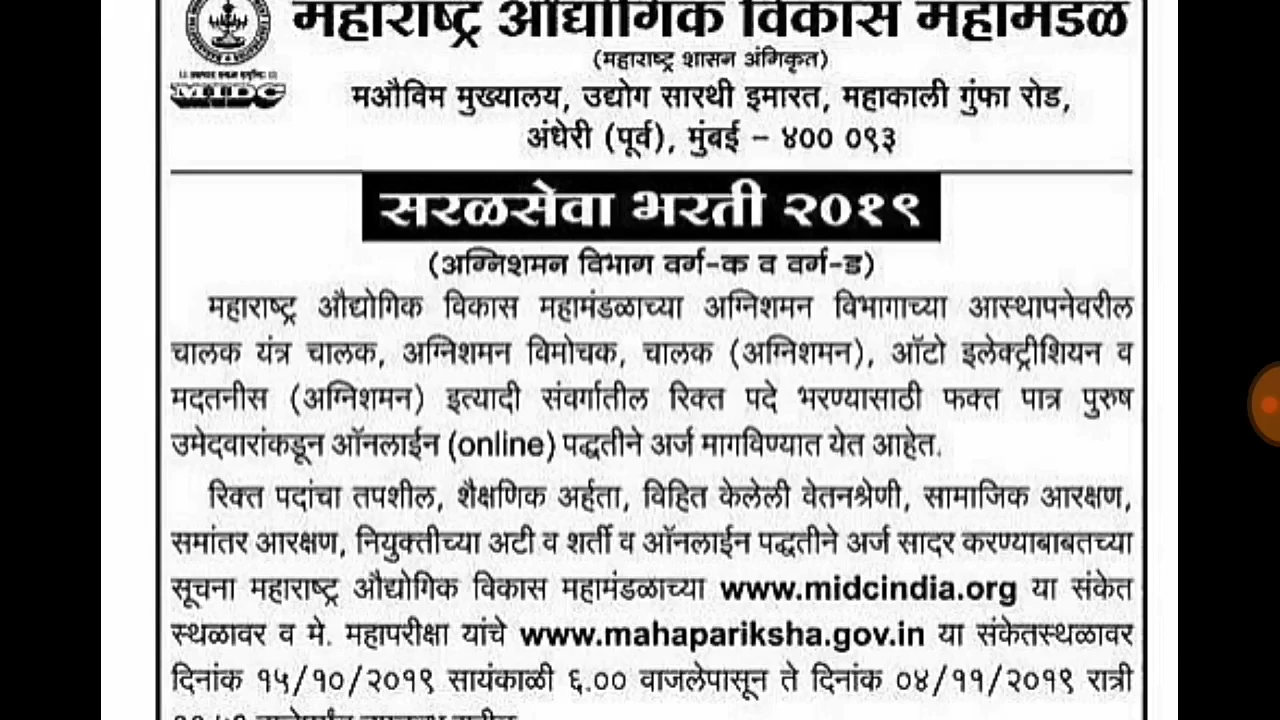 महाराष्ट्र औद्योगिक विकास महामंडळ
(महाराष्ट्र शासन अंगिकृत)
MIDC
मऔविम मुख्यालय, उद्योग सारथी इमारत, महाकाली गुंफा रोड,
अंधेरी (पूर्व), मुंबई – ४०० ०९३
सरळसेवा भरती २०१९
(अग्निशमन विभाग वर्ग-क व वर्ग-ड)
महाराष्ट्र औद्योगिक विकास महामंडळाच्या अग्निशमन विभागाच्या आस्थापनेवरील
चालक यंत्र चालक, अग्निशमन विमोचक, चालक (अग्निशमन), ऑटो इलेक्ट्रीशियन व
मदतनीस (अग्निशमन) इत्यादी संवर्गातील रिक्त पदे भरण्यासाठी फक्त पात्र पुरुष
उमेदवारांकडून ऑनलाईन (online) पद्धतीने अर्ज मागविण्यात येत आहेत.
रिक्त पदांचा तपशील, शैक्षणिक अर्हता, विहित केलेली वेतनश्रेणी, सामाजिक आरक्षण,
समांतर आरक्षण, नियुक्तीच्या अटी व शर्ती व ऑनलाईन पद्धतीने अर्ज सादर करण्याबाबतच्या
सूचना महाराष्ट्र औद्योगिक विकास महामंडळाच्या www.midcindia.org या संकेत
स्थळावर व मे. महापरीक्षा यांचे www.mahapariksha.gov.in या संकेतस्थळावर
दिनांक १५/१०/२०१९ सायंकाळी ६.०० वाजलेपासून ते दिनांक ०४/११/२०१९ रात्री